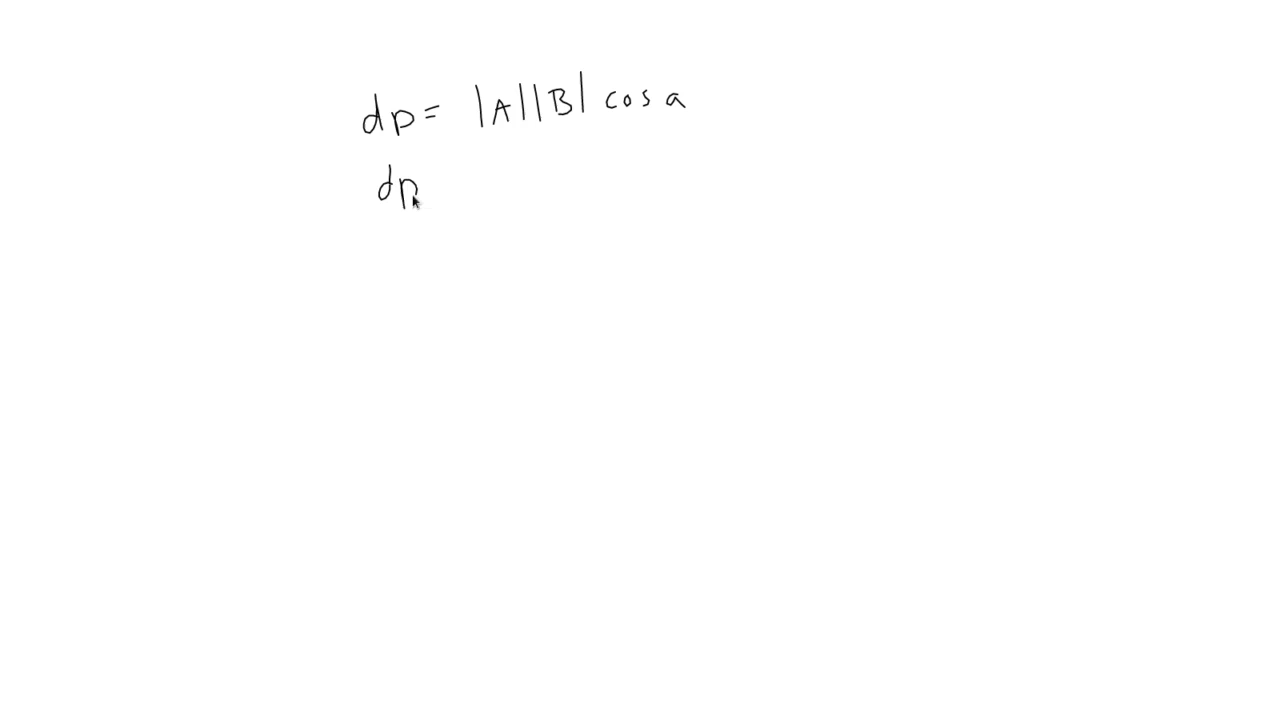 dp = |A||B| cos a
dp